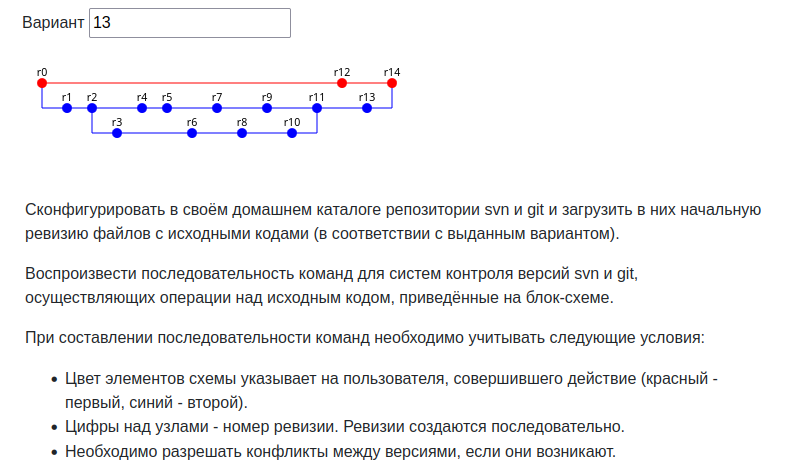 Вариант 13
r0 r12 r14
r1 r2 r4 r5 r7 r9 r11 r13
r3 r6 r8 r10
Сконфигурировать в своём домашнем каталоге репозитории svn и git и загрузить в них начальную
ревизию файлов с исходными кодами (в соответствии с выданным вариантом).
Воспроизвести последовательность команд для систем контроля версий svn и git,
осуществляющих операции над исходным кодом, приведённые на блок-схеме.
При составлении последовательности команд необходимо учитывать следующие условия:
• Цвет элементов схемы указывает на пользователя, совершившего действие (красный -
первый, синий - второй).
• Цифры над узлами - номер ревизии. Ревизии создаются последовательно.
• Необходимо разрешать конфликты между версиями, если они возникают.